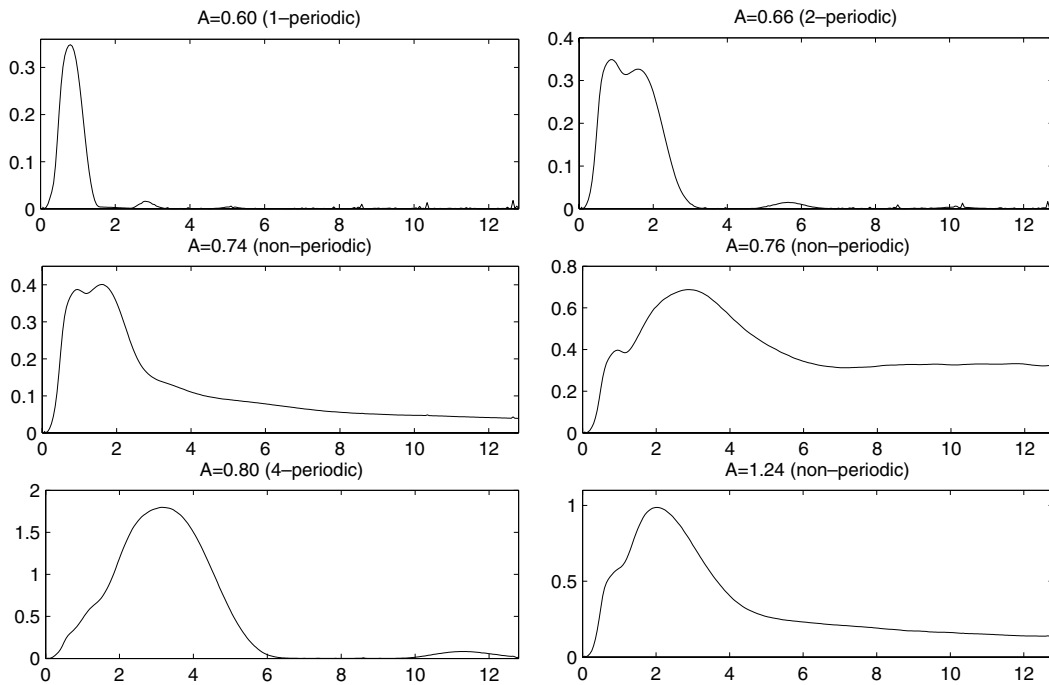 A=0.60 (1–periodic)
0.3
0.2
0.1
0
0 2 4 6 8 10 12
A=0.66 (2–periodic)
0.4
0.3
0.2
0.1
0
0 2 4 6 8 10 12
A=0.74 (non–periodic)
0.4
0.3
0.2
0.1
0
0 2 4 6 8 10 12
A=0.76 (non–periodic)
0.8
0.6
0.4
0.2
0
0 2 4 6 8 10 12
A=0.80 (4–periodic)
2
1.5
1
0.5
0
0 2 4 6 8 10 12
A=1.24 (non–periodic)
1
0.5
0
0 2 4 6 8 10 12